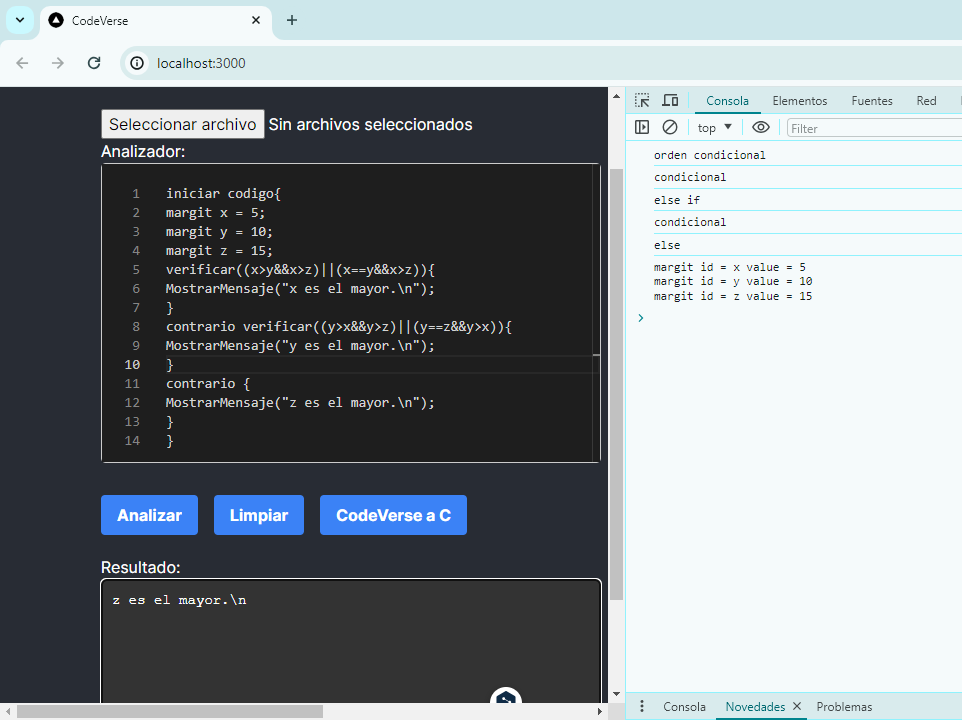 CodeVerse
localhost:3000
Seleccionar archivo Sin archivos seleccionados
Analizador:
1 iniciar codigo{
2 margit x = 5;
3 margit y = 10;
4 margit z = 15;
5 verificar((x>y&&x>z)||(x==y&&x>z)){
6 MostrarMensaje("x es el mayor.\n");
7 }
8 contrario verificar((y>x&&y>z)||(y==z&&y>x)){
9 MostrarMensaje("y es el mayor.\n");
10 }
11 contrario {
12 MostrarMensaje("z es el mayor.\n");
13 }
14 }
Analizar Limpiar CodeVerse a C
Resultado:
z es el mayor.\n
Consola Elementos Fuentes Red
top Filter
orden condicional
condicional
else if
condicional
else
margit id = x value = 5
margit id = y value = 10
margit id = z value = 15
Consola Novedades Problemas